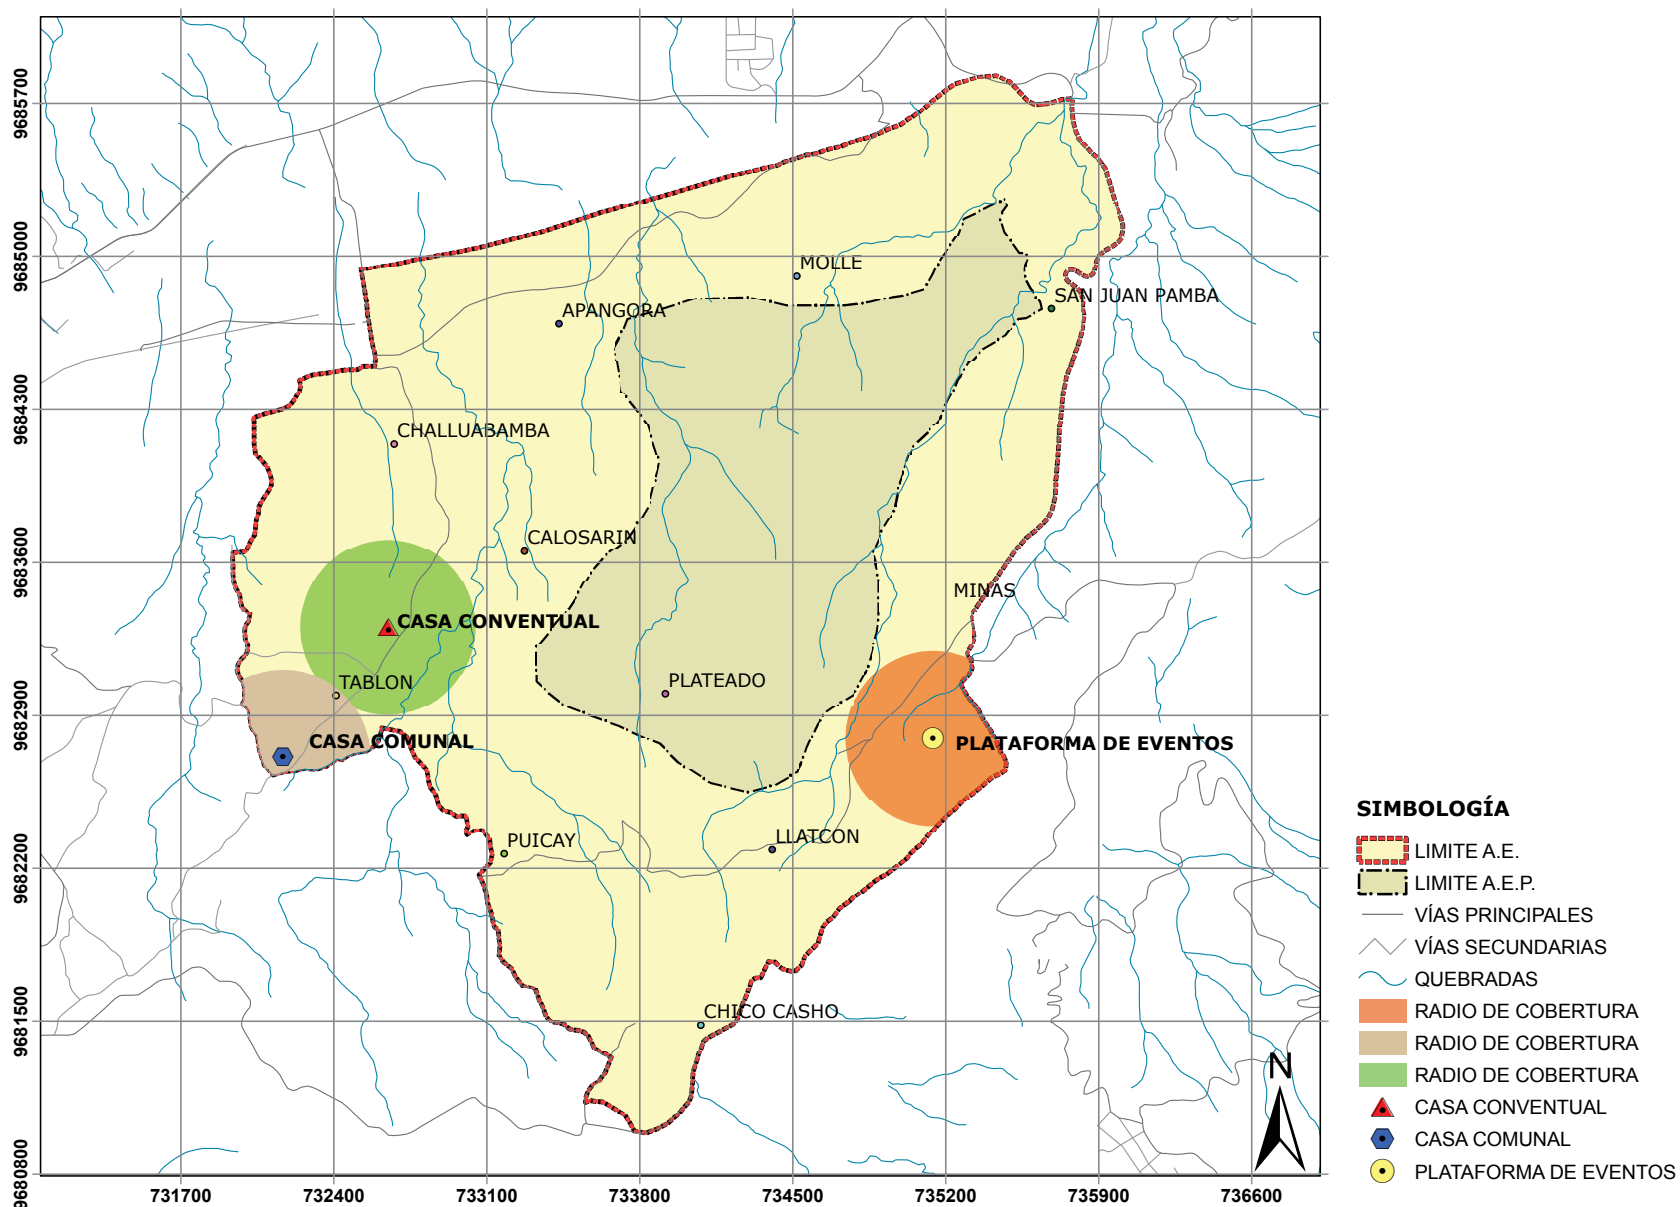 9685700
9685000
9684300
9683600
9682900
9682200
9681500
9680800
MOLLE
SAN JUAN PAMBA
APANGORA
CHALLUABAMBA
CALOSARIN
MINAS
CASA CONVENTUAL
TABLON
PLATEADO
CASA COMUNAL
PLATAFORMA DE EVENTOS
PUICAY
LLATCON
CHICO CASHO
N
731700 732400 733100 733800 734500 735200 735900 736600
SIMBOLOGÍA
LIMITE A.E.
LIMITE A.E.P.
VÍAS PRINCIPALES
VÍAS SECUNDARIAS
QUEBRADAS
RADIO DE COBERTURA
RADIO DE COBERTURA
RADIO DE COBERTURA
CASA CONVENTUAL
CASA COMUNAL
PLATAFORMA DE EVENTOS